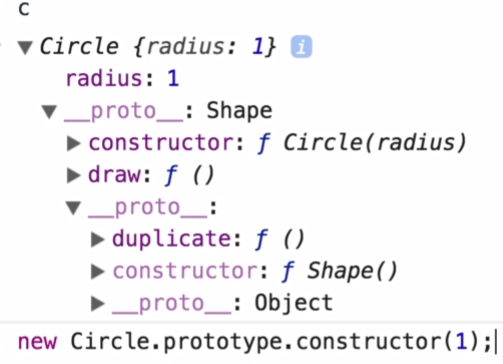 c
▼Circle {radius: 1} i
radius: 1
▼__proto__: Shape
▶constructor: ƒ Circle(radius)
▶draw: ƒ ()
▼__proto__:
▶duplicate: ƒ ()
▶constructor: ƒ Shape()
▶__proto__: Object
new Circle.prototype.constructor(1);